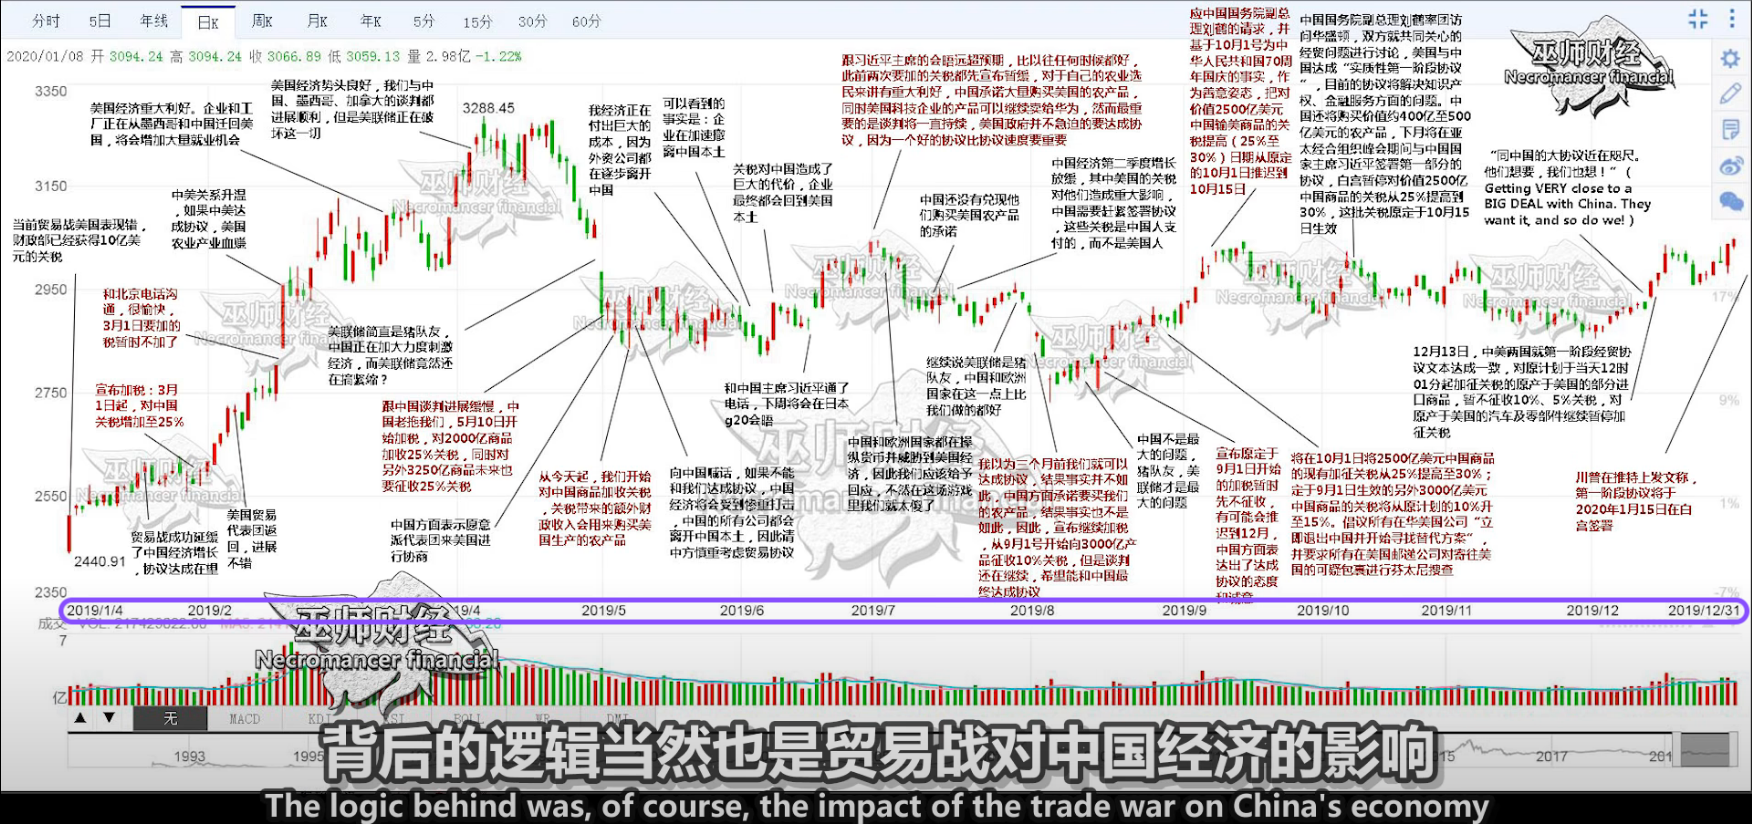 分时 5日 年线 日K 周K 月K 年K 5分 15分 30分 60分
2020/01/08 开 3094.24 高 3094.24 收 3066.89 低 3059.13 量 2.98亿 -1.22%
3350
3150
2950
2750
2550
2350
17%
9%
1%
-7%
3288.45
2440.91
当前贸易战美国表现错，
财政部已经获得10亿美
元的关税
美国经济重大利好。企业和工
厂正在从墨西哥和中国迁回美
国，将会增加大量就业机会
中美关系升温
，如果中美达
成协议，美国
农业产业血赚
和北京电话沟
通，很愉快，
3月1日要加的
税暂时不加了
宣布加税：3月
1日起，对中国
关税增加至25%
贸易战成功延缓
了中国经济增长
，协议达成在望
美国贸易
代表团返
回，进展
不错
美国经济势头良好，我们与中
国、墨西哥、加拿大的谈判都
进展顺利，但是美联储正在破
坏这一切
美联储简直是猪队友，
中国正在加大力度刺激
经济，而美联储竟然还
在搞紧缩？
跟中国谈判进展缓慢，中
国老拖我们，5月10日开
始加税，对2000亿商品
加收25%关税，同时对
另外3250亿商品未来也
要征收25%关税
中国方面表示愿意
派代表团来美国进
行协商
从今天起，我们开始
对中国商品加收关税
，关税带来的额外财
政收入会用来购买美
国生产的农产品
我经济正在
付出巨大的
成本，因为
外资公司都
在逐步离开
中国
可以看到的
事实是：企
业在加速意
离中国本土
关税对中国造成了
巨大的代价，企业
最终都会回到美国
本土
向中国喊话，如果不能
和我们达成协议，中国
经济将会受到惨重打击
，中国的所有公司都会
离开中国本土，因此请
中方慎重考虑贸易协议
和中国主席习近平通了
电话，下周将会在日本
g20会晤
跟习近平主席的会晤远超预期，比以往任何时候都好，
此前两次要加的关税都先宣布暂缓，对于自己的农业选
民来讲有重大利好，中国承诺大量购买美国的农产品，
同时美国科技企业的产品可以继续卖给华为，然而最重
要的是谈判将一直持续，美国政府并不急迫的要达成协
议，因为一个好的协议比协议速度要重要
中国和欧洲国家都在操
纵货币并威胁到美国经
济，因此我们应该给予
回应，不然在这场游戏
里我们就太傻了
中国还没有兑现他
们购买美国农产品
的承诺
中国经济第二季度增长
放缓，其中美国的关税
对他们造成重大影响，
中国需要赶紧签署协议
，这些关税是中国人支
付的，而不是美国人
继续说美联储是猪
队友，中国和欧洲
国家在这一点上比
我们做的都好
我以为三个月前我们就可以
达成协议，结果事实并不如
此，中国方面承诺要买我们
的农产品，结果事实也不是
如此，因此，宣布继续加税
，从9月1号开始向3000亿产
品征收10%关税，但是谈判
还在继续，希望能和中国最
终达成协议
中国不是最
大的问题，
猪队友，美
联储才是最
大的问题
宣布原定于
9月1日开始
的加税暂时
先不征收，
有可能会推
迟到12月，
中国方面表
达出了达成
协议的态度
和诚意
应中国国务院副总
理刘鹤的请求，并
基于10月1号为中
华人民共和国70周
年国庆的事实，作
为善意姿态，把对
价值2500亿美元
中国输美商品的关
税提高（25%至
30%）日期从原定
的10月1日推迟到
10月15日
将在10月1日将2500亿美元中国商品
的现有加征关税从25%提高至30%；
定于9月1日生效的另外3000亿美元
中国商品的关税将从原计划的10%升
至15%。倡议所有在华美国公司“立
即退出中国并开始寻找替代方案”，
并要求所有在美国邮递公司对寄往美
国的可疑包裹进行芬太尼搜查
中国国务院副总理刘鹤率团访
问华盛顿，双方就共同关心的
经贸问题进行讨论，美国与中
国达成“实质性第一阶段协议
”，目前的协议将解决知识产
权、金融服务方面的问题。中
国还将购买价值约400亿至500
亿美元的农产品，下月将在亚
太经合组织峰会期间与中国国
家主席习近平签署第一部分的
协议，白宫暂停对价值2500亿
中国商品的关税从25%提高到
30%，这批关税原定于10月15
日生效
“同中国的大协议近在咫尺。
他们想要，我们也想！”（
Getting VERY close to a
BIG DEAL with China. They
want it, and so do we!）
12月13日，中美两国就第一阶段经贸协
议文本达成一致，对原计划于当天12时
01分起加征关税的原产于美国的部分进
口商品，暂不征收10%、5%关税，对
原产于美国的汽车及零部件继续暂停加
征关税
川普在推特上发文称，
第一阶段协议将于
2020年1月15日在白
宫签署
巫师财经
Necromancer financial
2019/1/4 2019/2 2019/5 2019/6 2019/7 2019/8 2019/9 2019/10 2019/11 2019/12 2019/12/31
巫师财经
Necromancer financial
7
亿
▲ ▼ 无 MACD BOLL WR DMI
1993 1995 2017
背后的逻辑当然也是贸易战对中国经济的影响
The logic behind was, of course, the impact of the trade war on China's economy